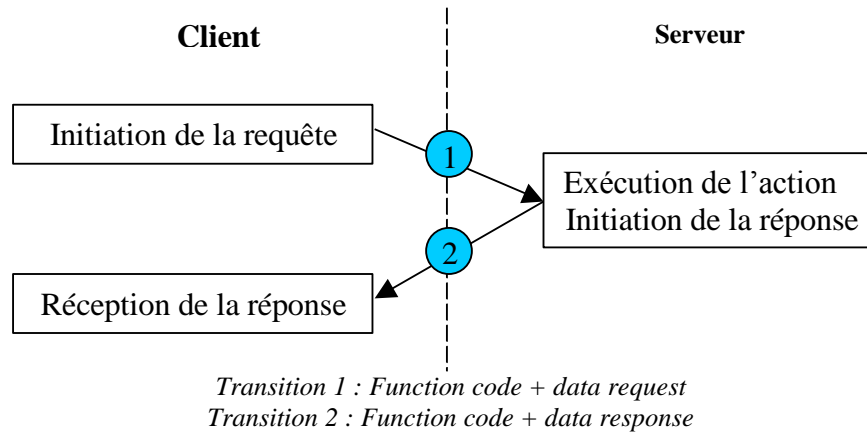 Client
Serveur
Initiation de la requête
1
Exécution de l'action
Initiation de la réponse
2
Réception de la réponse
Transition 1 : Function code + data request
Transition 2 : Function code + data response